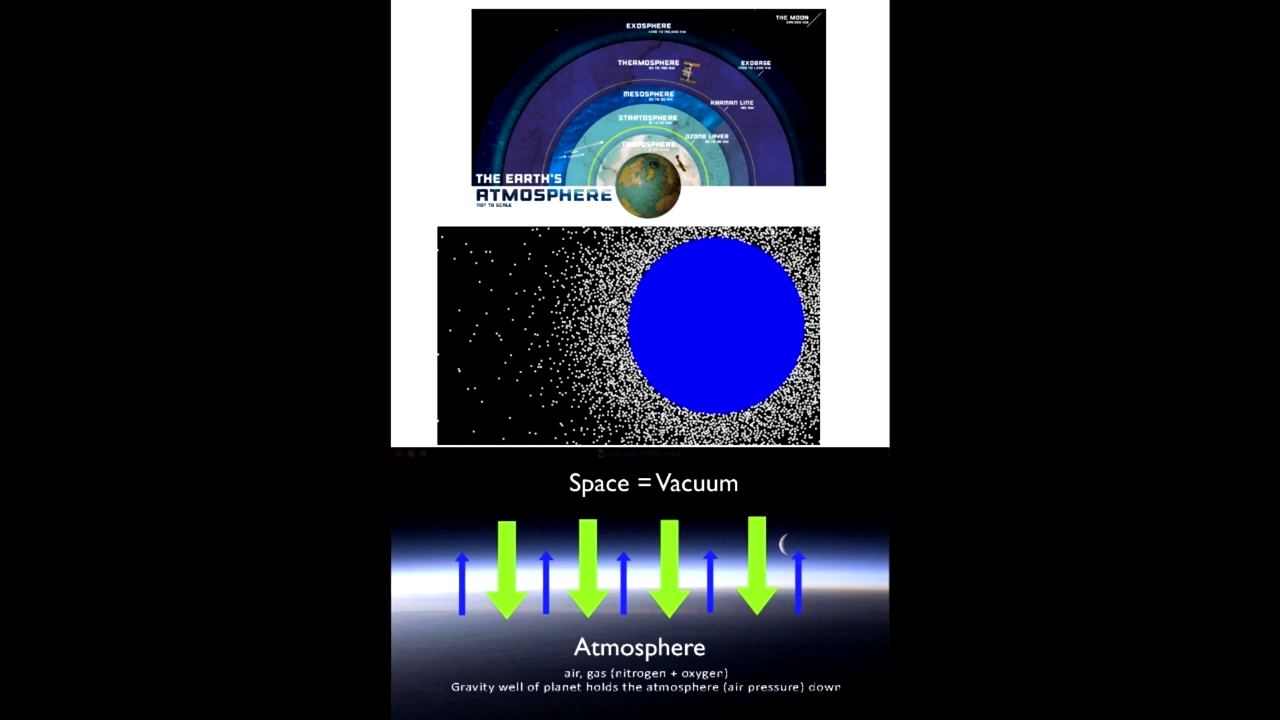 THE MOON
EXOSPHERE
THERMOSPHERE
EXOBASE
MESOSPHERE
KARMAN LINE
STRATOSPHERE
OZONE LAYER
TROPOSPHERE
THE EARTH'S
ATMOSPHERE
NOT TO SCALE
Space = Vacuum
Atmosphere
air, gas (nitrogen + oxygen)
Gravity well of planet holds the atmosphere (air pressure) down